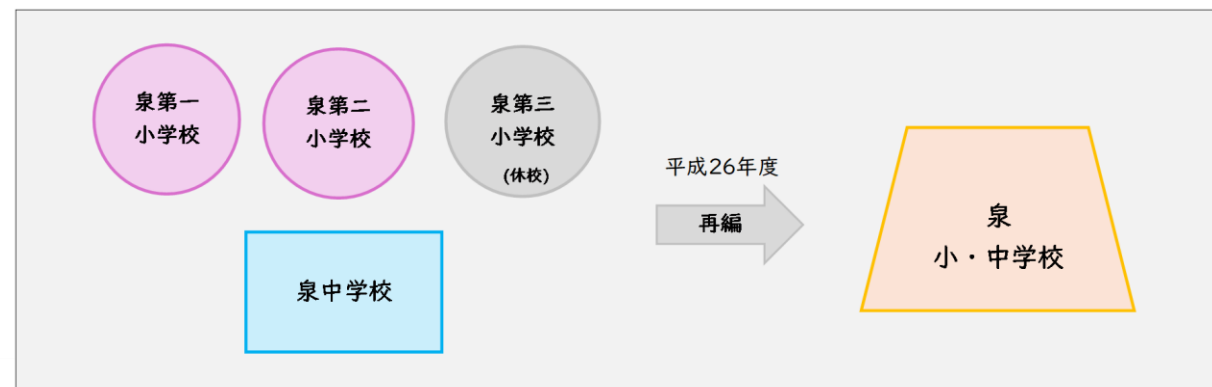 泉第一
小学校
泉第二
小学校
泉第三
小学校
(休校)
泉中学校
平成26年度
再編
泉
小・中学校